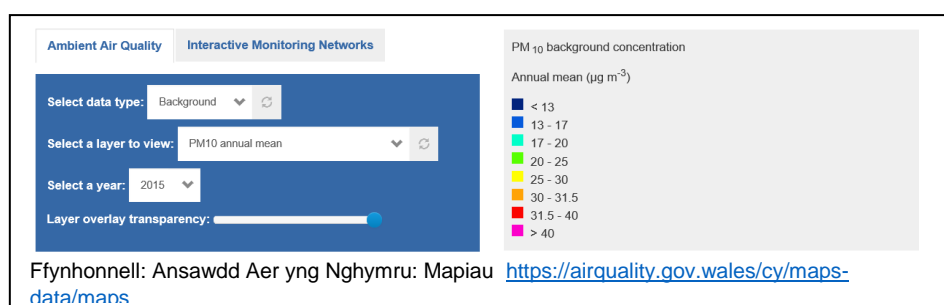 Ambient Air Quality
Interactive Monitoring Networks
Select data type: Background
Select a layer to view: PM10 annual mean
Select a year: 2015
Layer overlay transparency:
PM 10 background concentration
Annual mean (µg m-3)
< 13
13 - 17
17 - 20
20 - 25
25 - 30
30 - 31.5
31.5 - 40
> 40
Ffynhonnell: Ansawdd Aer yng Nghymru: Mapiau https://airquality.gov.wales/cy/maps-
data/maps